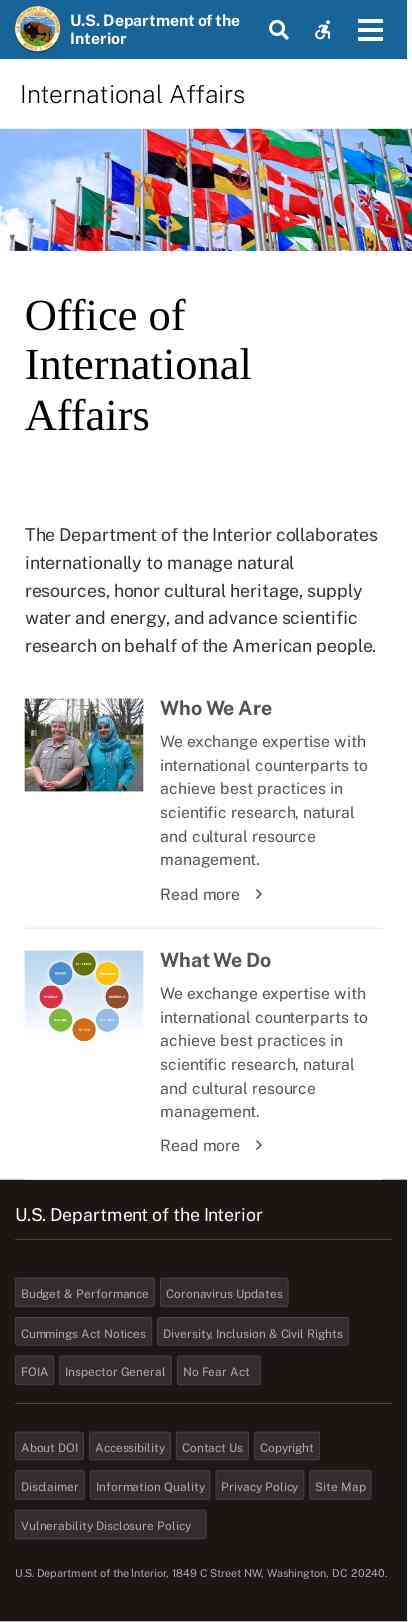 U.S. Department of the
Interior
International Affairs
Office of
International
Affairs
The Department of the Interior collaborates
internationally to manage natural
resources, honor cultural heritage, supply
water and energy, and advance scientific
research on behalf of the American people.
Who We Are
We exchange expertise with
international counterparts to
achieve best practices in
scientific research, natural
and cultural resource
management.
Read more
What We Do
We exchange expertise with
international counterparts to
achieve best practices in
scientific research, natural
and cultural resource
management.
Read more
U.S. Department of the Interior
Budget & Performance Coronavirus Updates
Cummings Act Notices Diversity, Inclusion & Civil Rights
FOIA Inspector General No Fear Act
About DOI Accessibility Contact Us Copyright
Disclaimer Information Quality Privacy Policy Site Map
Vulnerability Disclosure Policy
U.S. Department of the Interior, 1849 C Street NW, Washington, DC 20240.